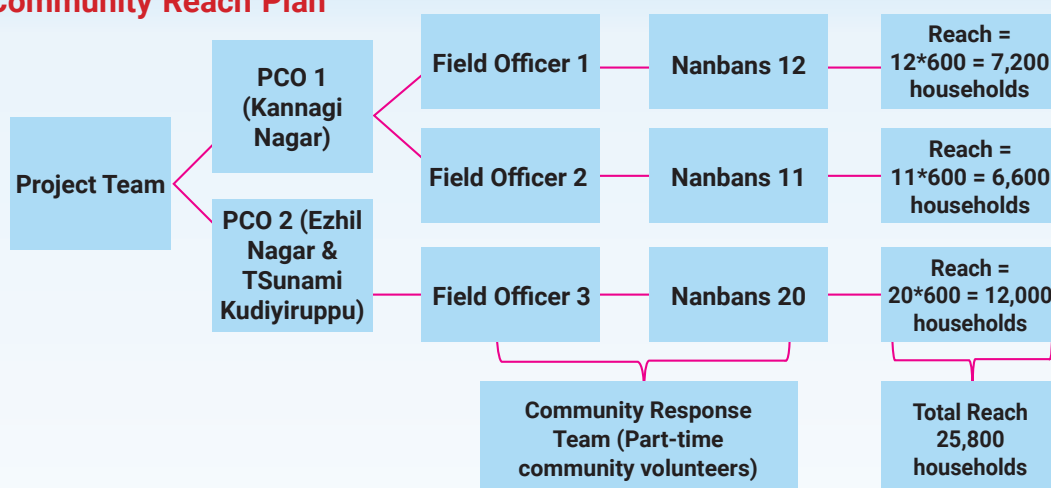 Community Reach Plan
Project Team
PCO 1
(Kannagi
Nagar)
PCO 2 (Ezhil
Nagar &
TSunami
Kudiyiruppu)
Field Officer 1
Nanbans 12
Reach =
12*600 = 7,200
households
Field Officer 2
Nanbans 11
Reach =
11*600 = 6,600
households
Field Officer 3
Nanbans 20
Reach =
20*600 = 12,000
households
Community Response
Team (Part-time
community volunteers)
Total Reach
25,800
households